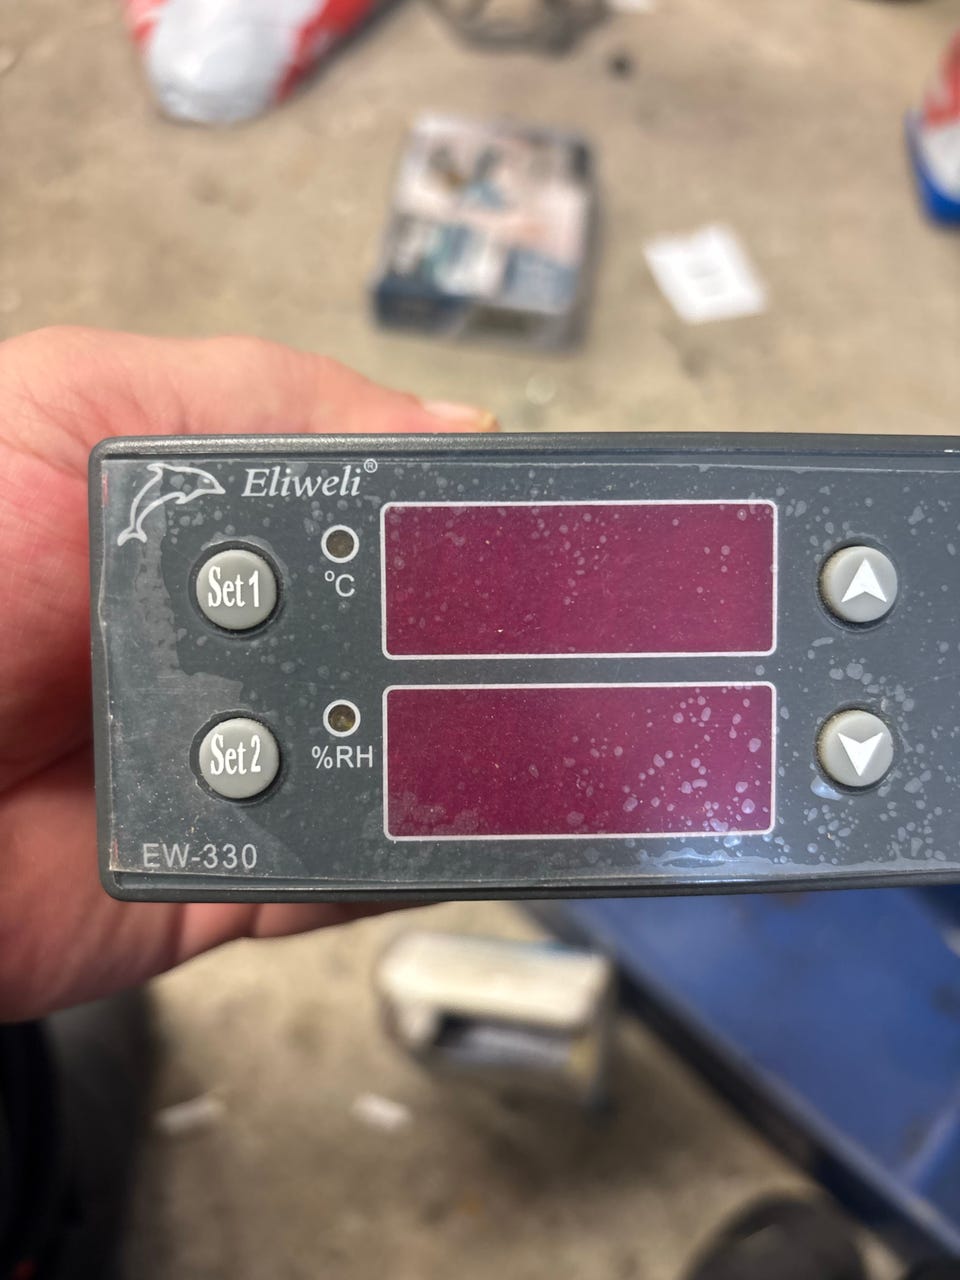 Eliweli®
Set 1
°C
Set 2
%RH
EW-330